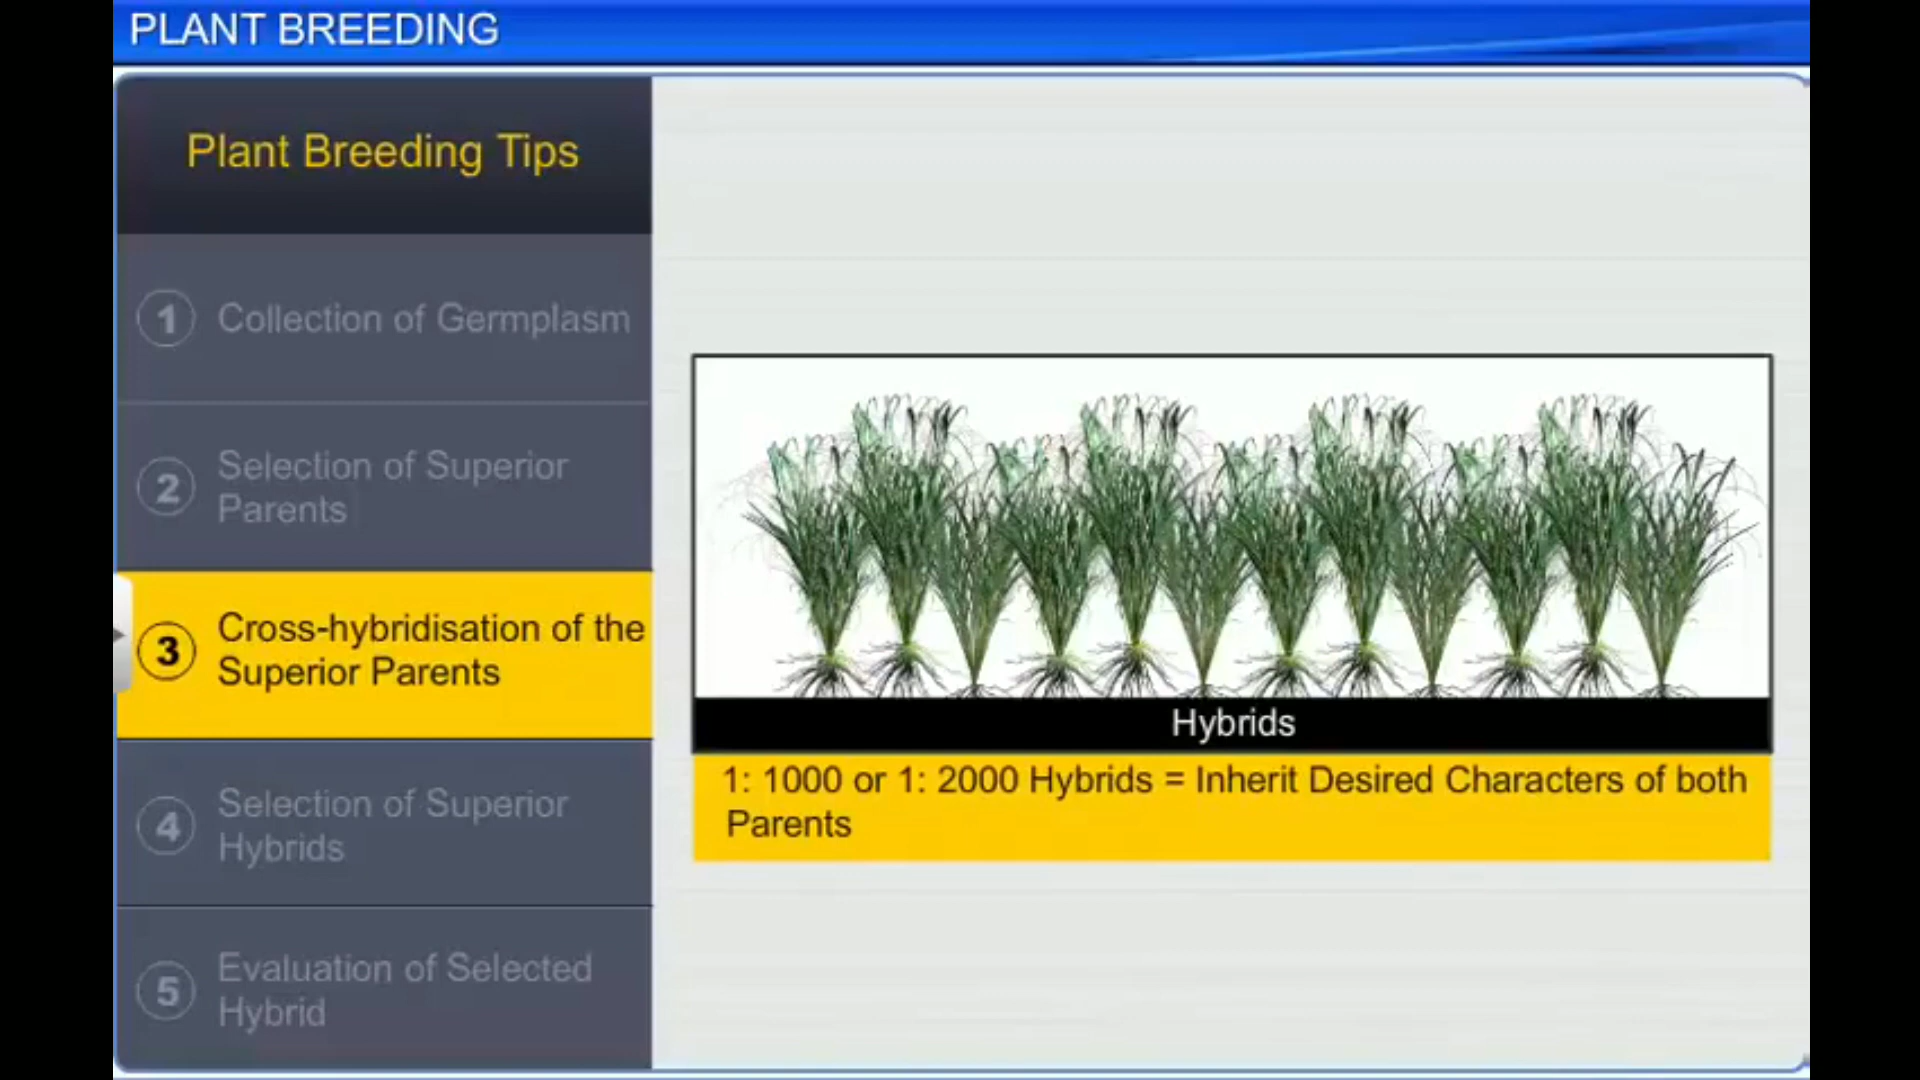 PLANT BREEDING
Plant Breeding Tips
1 Collection of Germplasm
2 Selection of Superior
Parents
3 Cross-hybridisation of the
Superior Parents
4 Selection of Superior
Hybrids
5 Evaluation of Selected
Hybrid
Hybrids
1: 1000 or 1: 2000 Hybrids = Inherit Desired Characters of both
Parents